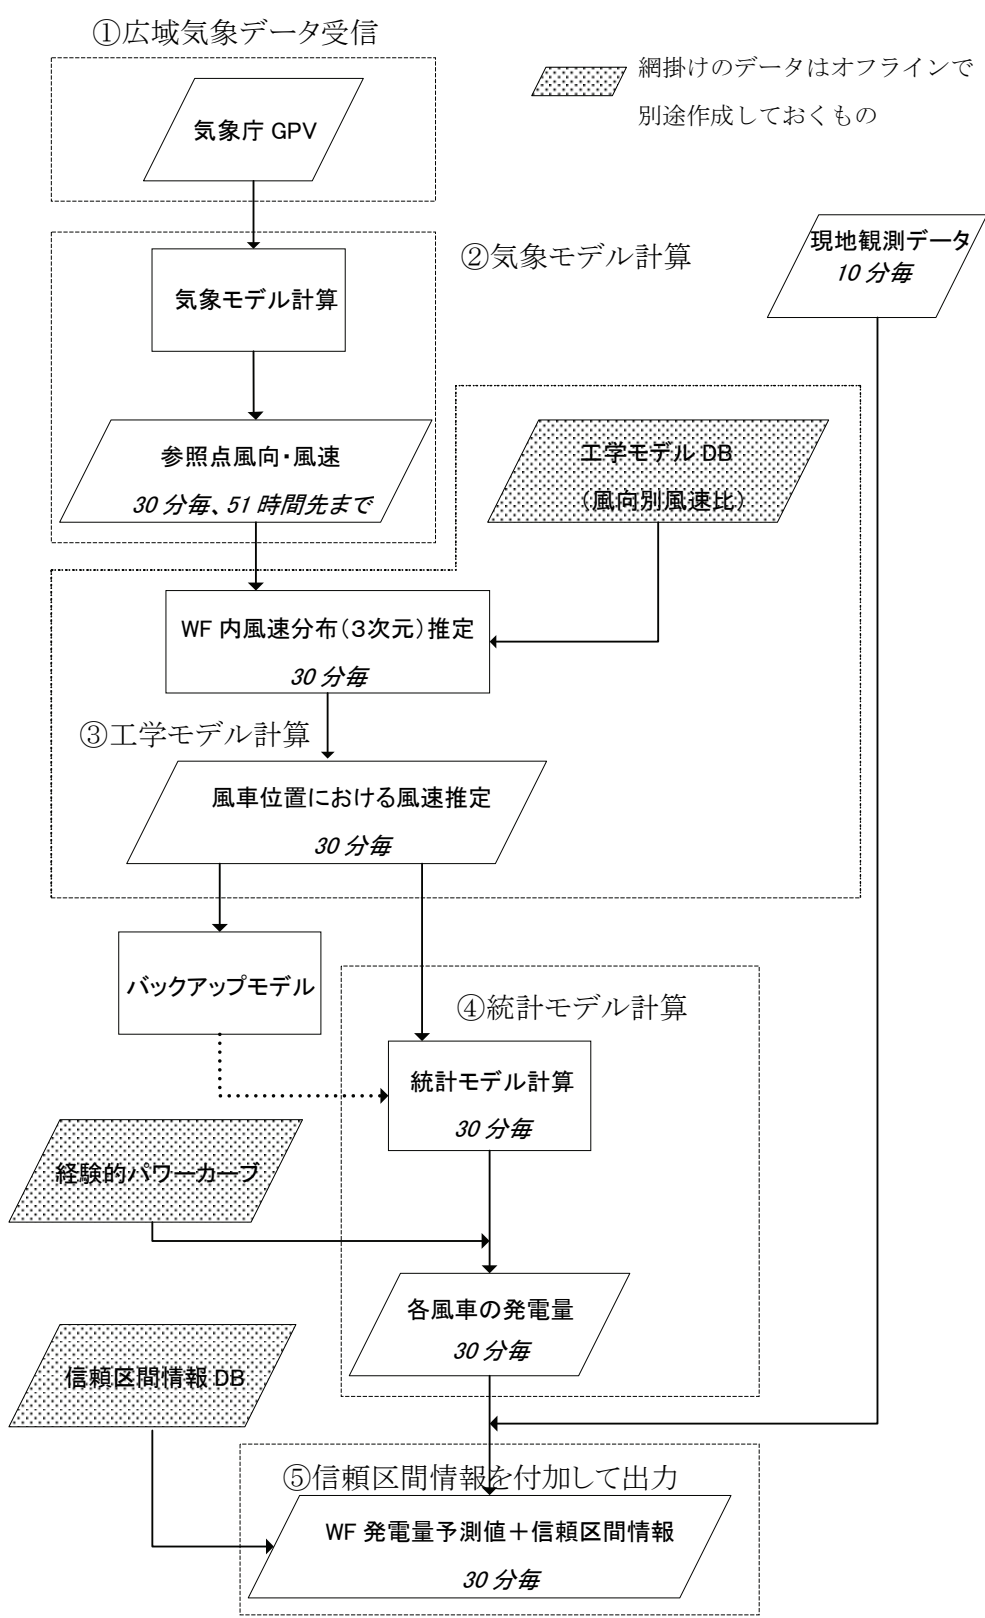 ①広域気象データ受信
網掛けのデータはオフラインで
別途作成しておくもの
気象庁 GPV
②気象モデル計算
現地観測データ
10 分毎
気象モデル計算
参照点風向・風速
30 分毎、51 時間先まで
工学モデル DB
（風向別風速比）
WF 内風速分布（３次元）推定
30 分毎
③工学モデル計算
風車位置における風速推定
30 分毎
バックアップモデル
④統計モデル計算
統計モデル計算
30 分毎
経験的パワーカーブ
各風車の発電量
30 分毎
信頼区間情報 DB
⑤信頼区間情報を付加して出力
WF 発電量予測値＋信頼区間情報
30 分毎